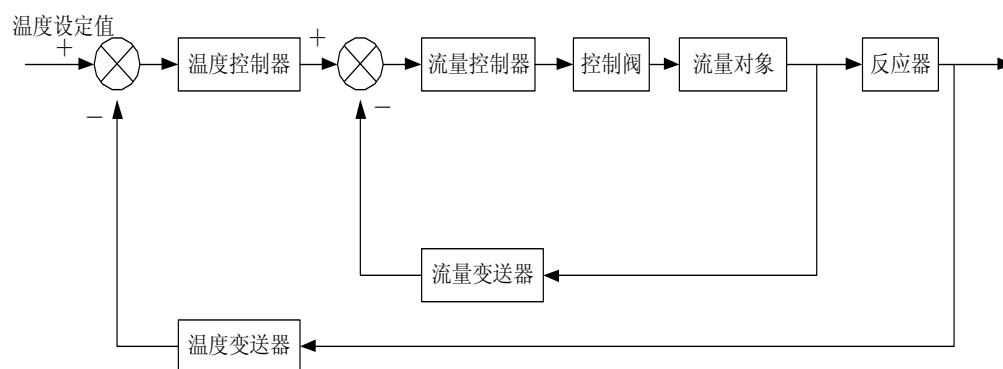 温度设定值
+
温度控制器
+
流量控制器
控制阀
流量对象
反应器
−
−
流量变送器
温度变送器